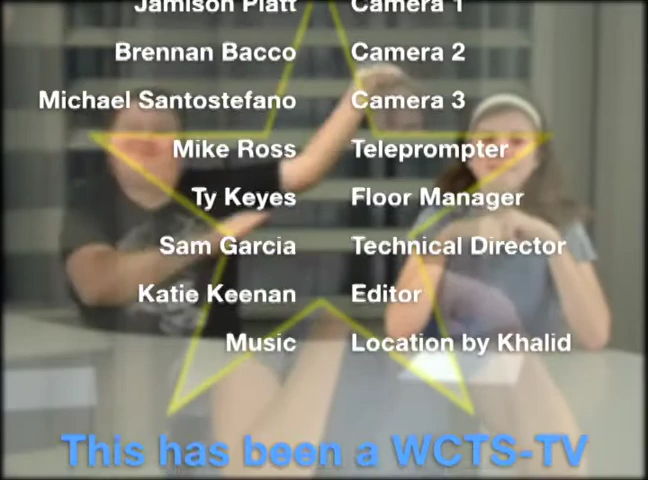 Jamison Platt Camera 1
Brennan Bacco Camera 2
Michael Santostefano Camera 3
Mike Ross Teleprompter
Ty Keyes Floor Manager
Sam Garcia Technical Director
Katie Keenan Editor
Music Location by Khalid
This has been a WCTS-TV